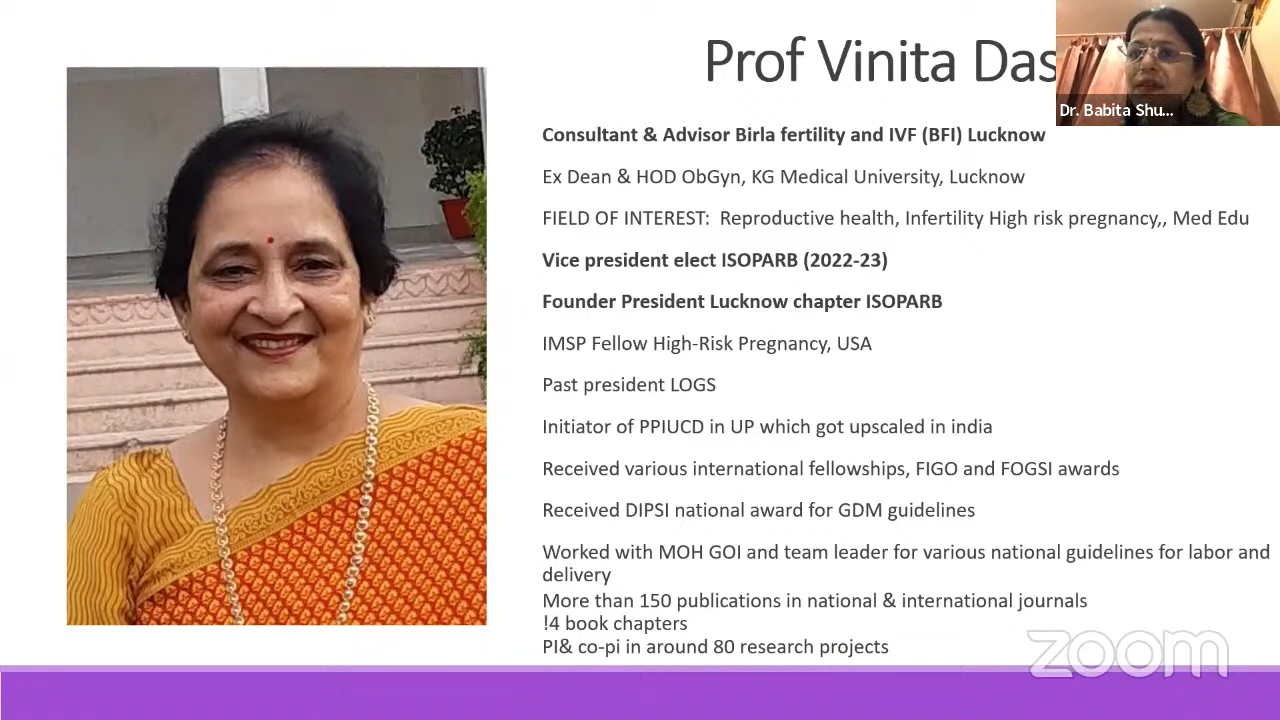 Prof Vinita Das
Dr. Babita Shu...
Consultant & Advisor Birla fertility and IVF (BFI) Lucknow
Ex Dean & HOD ObGyn, KG Medical University, Lucknow
FIELD OF INTEREST:  Reproductive health, Infertility High risk pregnancy,, Med Edu
Vice president elect ISOPARB (2022-23)
Founder President Lucknow chapter ISOPARB
IMSP Fellow High-Risk Pregnancy, USA
Past president LOGS
Initiator of PPIUCD in UP which got upscaled in india
Received various international fellowships, FIGO and FOGSI awards
Received DIPSI national award for GDM guidelines
Worked with MOH GOI and team leader for various national guidelines for labor and
delivery
More than 150 publications in national & international journals
!4 book chapters
PI& co-pi in around 80 research projects
zoom